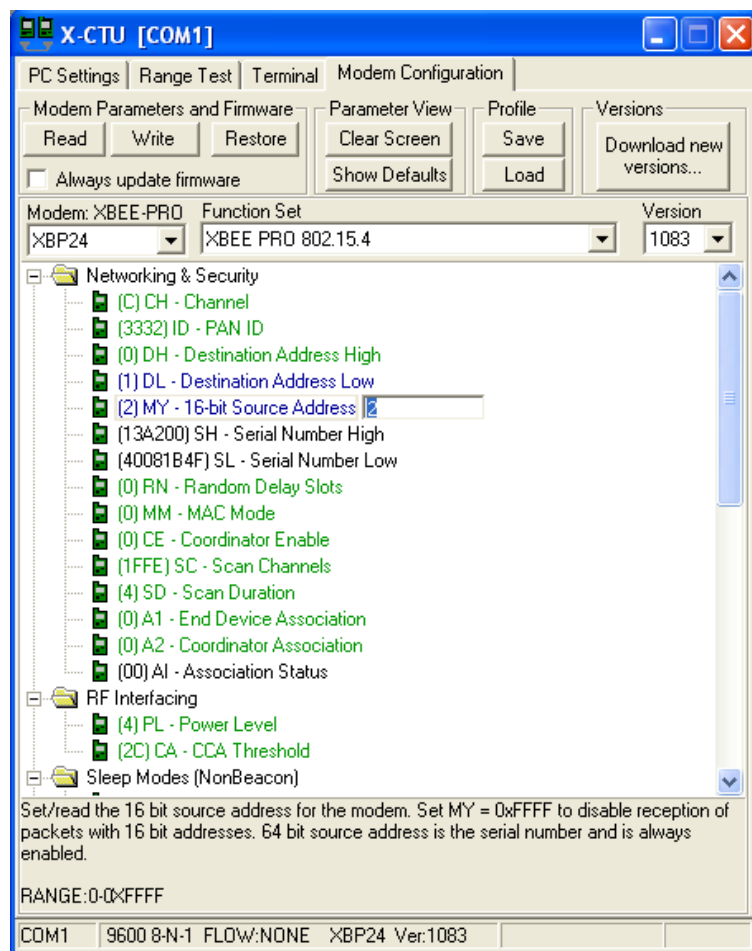 X-CTU [COM1]
PC Settings Range Test Terminal Modem Configuration
Modem Parameters and Firmware Parameter View Profile Versions
Read Write Restore Clear Screen Save Download new versions...
Always update firmware Show Defaults Load
Modem: XBEE-PRO Function Set Version
XBP24 XBEE PRO 802.15.4 1083
Networking & Security
(C) CH - Channel
(3332) ID - PAN ID
(0) DH - Destination Address High
(1) DL - Destination Address Low
(2) MY - 16-bit Source Address 2
(13A200) SH - Serial Number High
(40081B4F) SL - Serial Number Low
(0) RN - Random Delay Slots
(0) MM - MAC Mode
(0) CE - Coordinator Enable
(1FFE) SC - Scan Channels
(4) SD - Scan Duration
(0) A1 - End Device Association
(0) A2 - Coordinator Association
(00) AI - Association Status
RF Interfacing
(4) PL - Power Level
(2C) CA - CCA Threshold
Sleep Modes (NonBeacon)
Set/read the 16 bit source address for the modem. Set MY = 0xFFFF to disable reception of
packets with 16 bit addresses. 64 bit source address is the serial number and is always
enabled.
RANGE:0-0XFFFF
COM1 9600 8-N-1 FLOW:NONE XBP24 Ver:1083